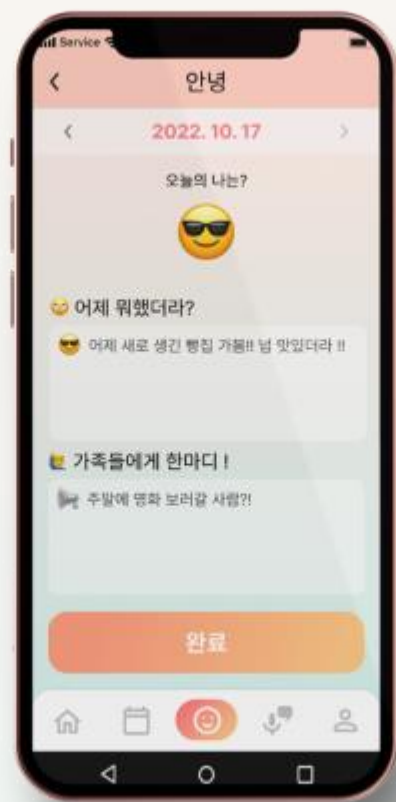 Service
안녕
2022. 10. 17
오늘의 나는?
어제 뭐했더라?
어제 새로 생긴 빵집 가봄!! 넘 맛있더라 !!
가족들에게 한마디 !
주말에 영화 보러갈 사람?!
완료